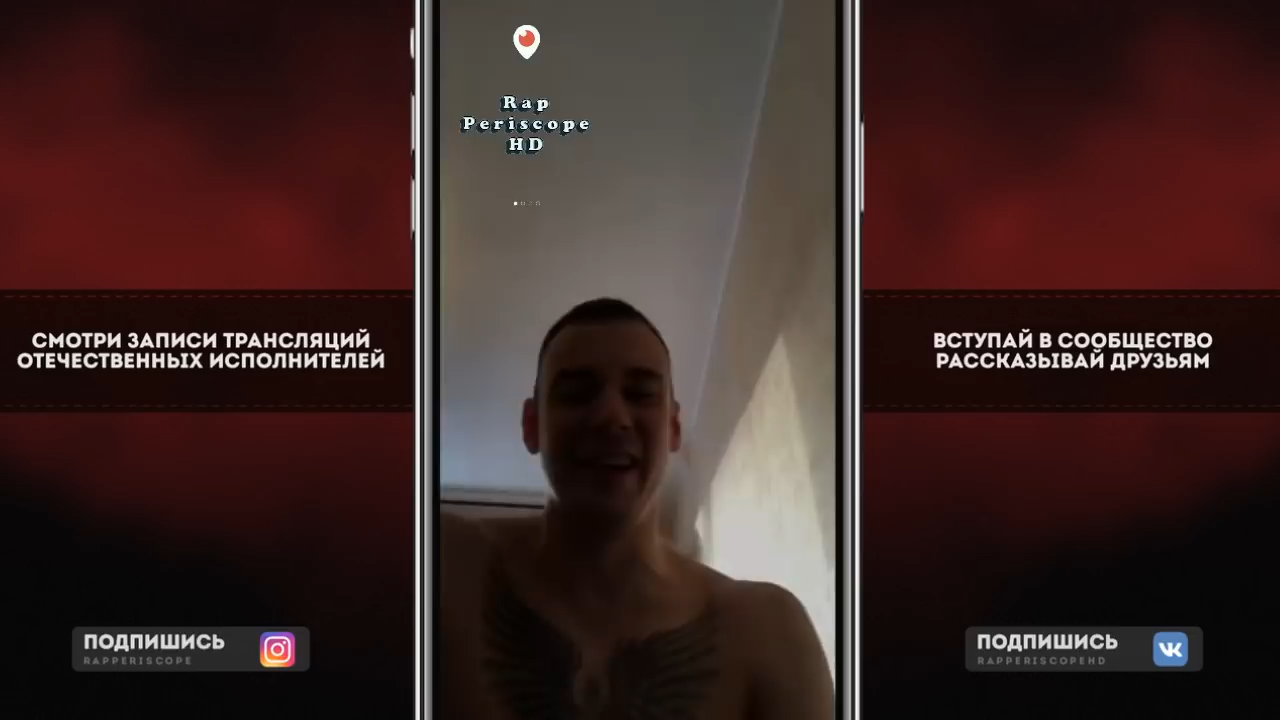 Rap
Periscope
HD
СМОТРИ ЗАПИСИ ТРАНСЛЯЦИЙ
ОТЕЧЕСТВЕННЫХ ИСПОЛНИТЕЛЕЙ
ВСТУПАЙ В СООБЩЕСТВО
РАССКАЗЫВАЙ ДРУЗЬЯМ
ПОДПИШИСЬ
RAPPERISCOPE
ПОДПИШИСЬ
RAPPERISCOPEHD